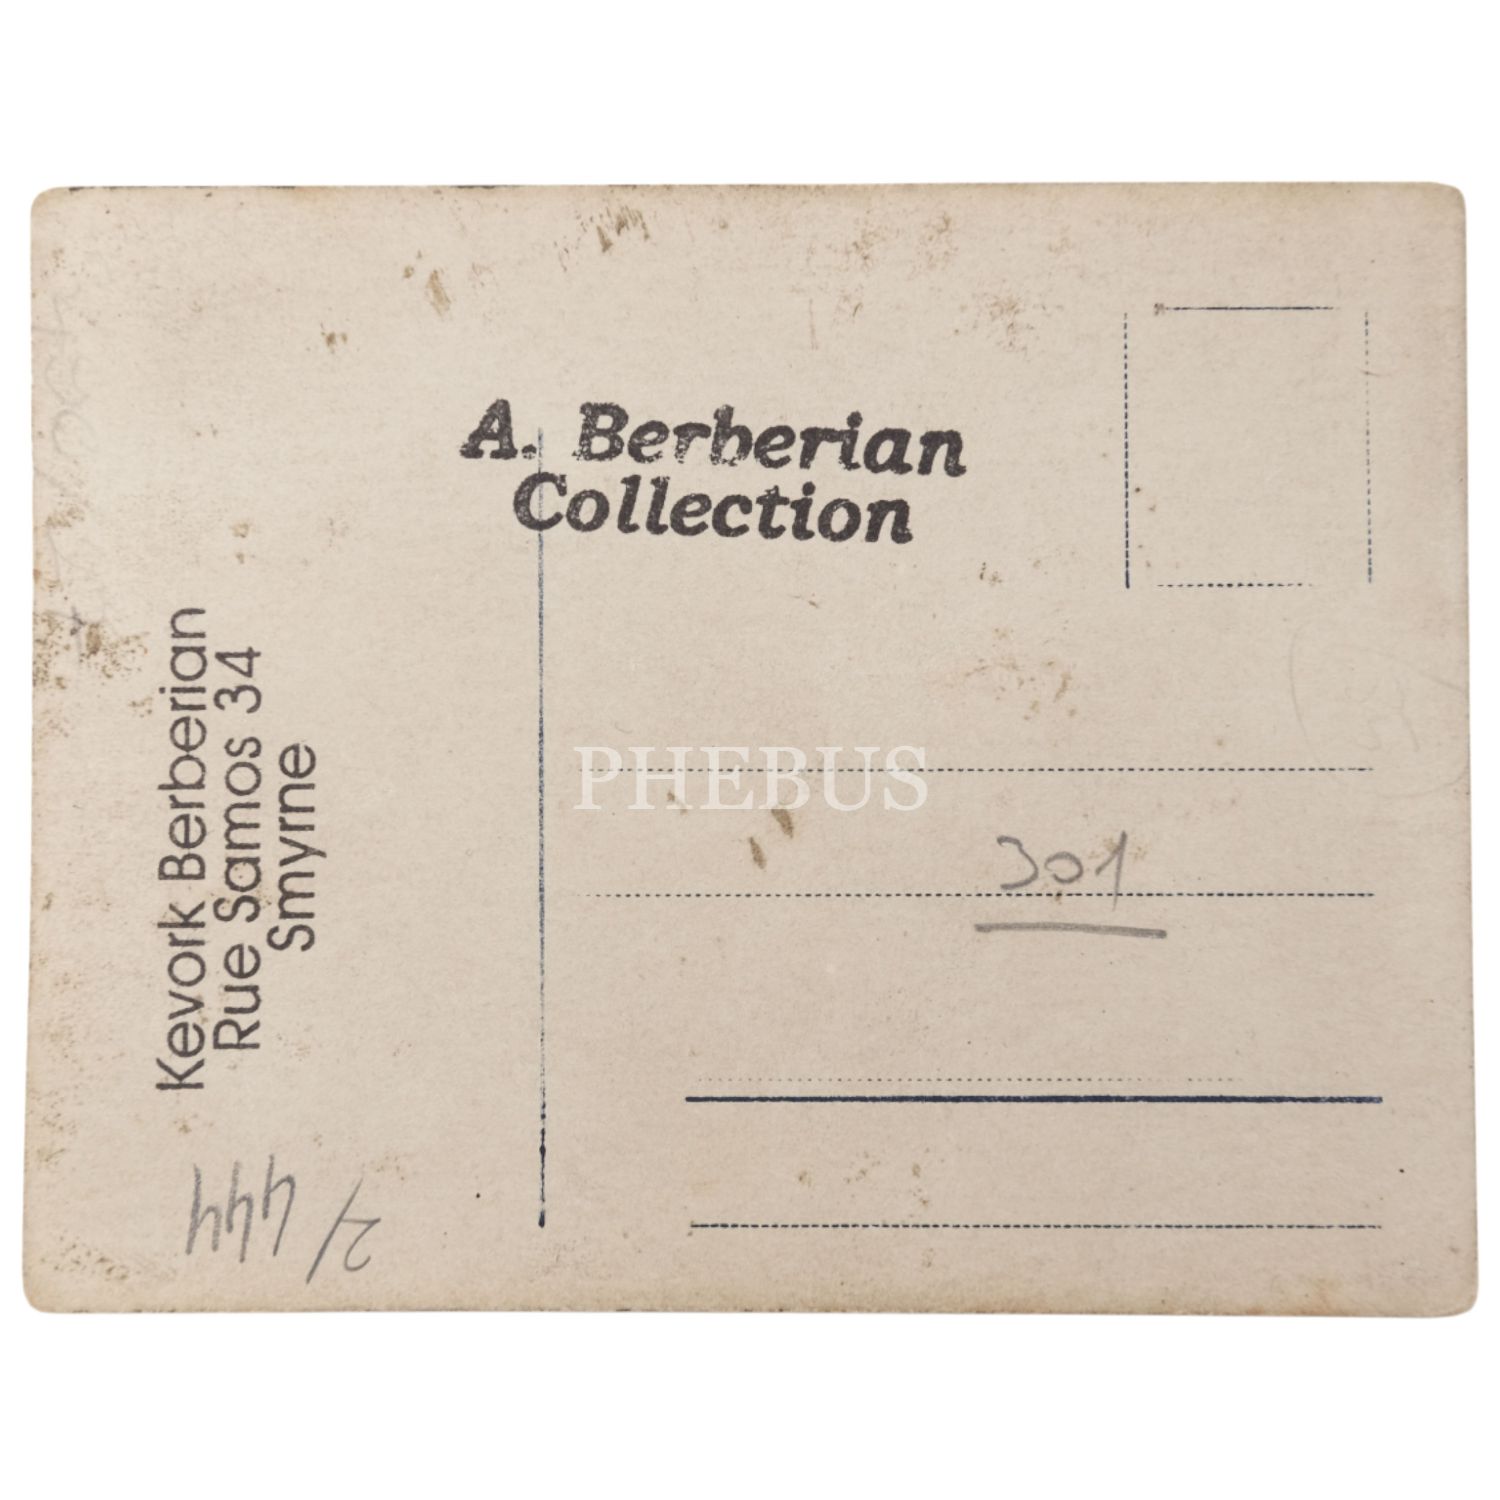 A. Berberian
Collection
Kevork Berberian
Rue Samos 34
Smyrne
PHEBUS
301
2/444